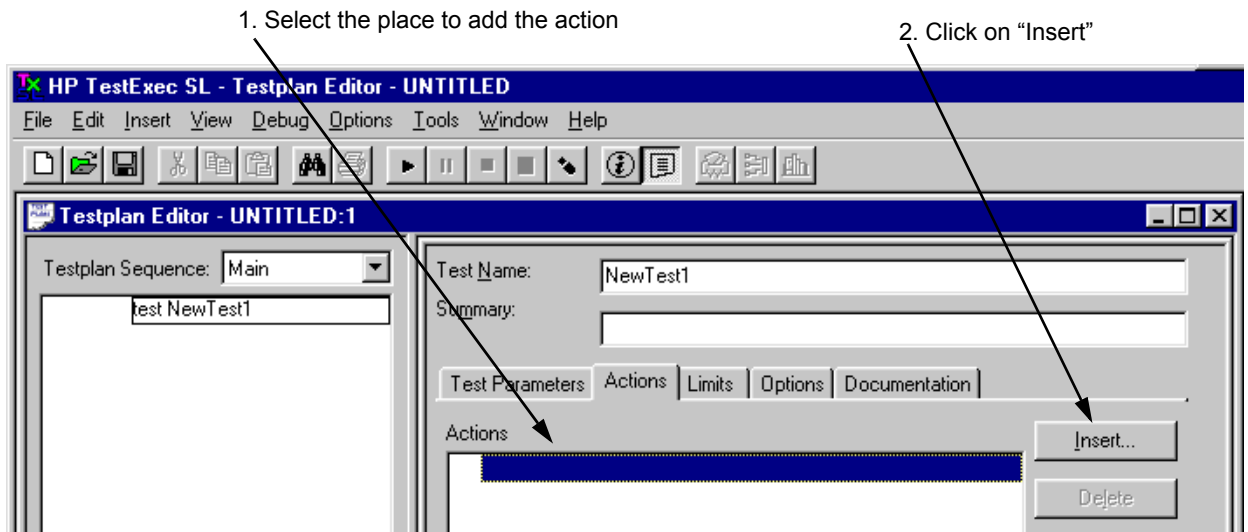 1. Select the place to add the action
2. Click on “Insert”
HP TestExec SL - Testplan Editor - UNTITLED
File Edit Insert View Debug Options Tools Window Help
Testplan Editor - UNTITLED:1
Testplan Sequence: Main
test NewTest1
Test Name: NewTest1
Summary:
Test Parameters Actions Limits Options Documentation
Actions
Insert...
Delete